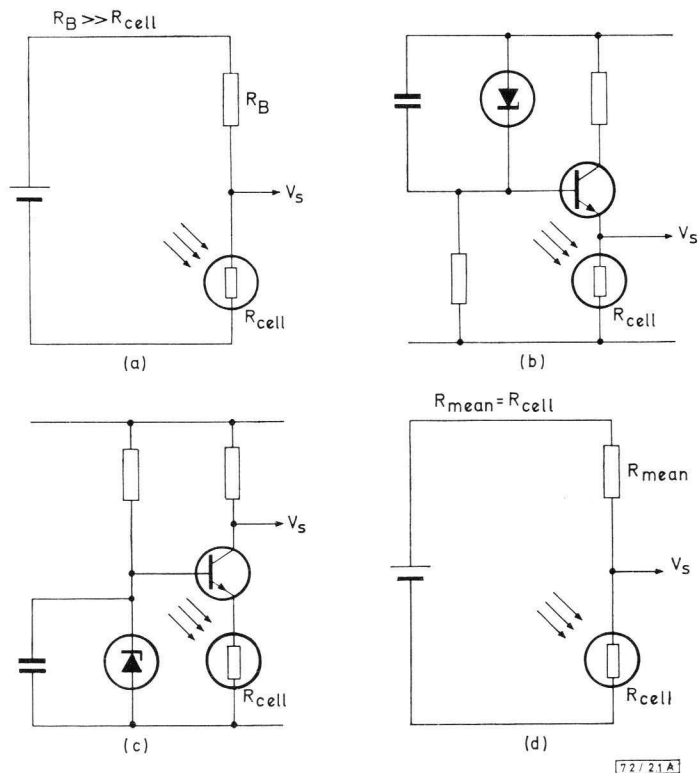 R_B >> R_cell
R_B
V_s
R_cell
(a)
V_s
R_cell
(b)
V_s
R_cell
(c)
R_mean = R_cell
R_mean
V_s
R_cell
(d)
72/21A